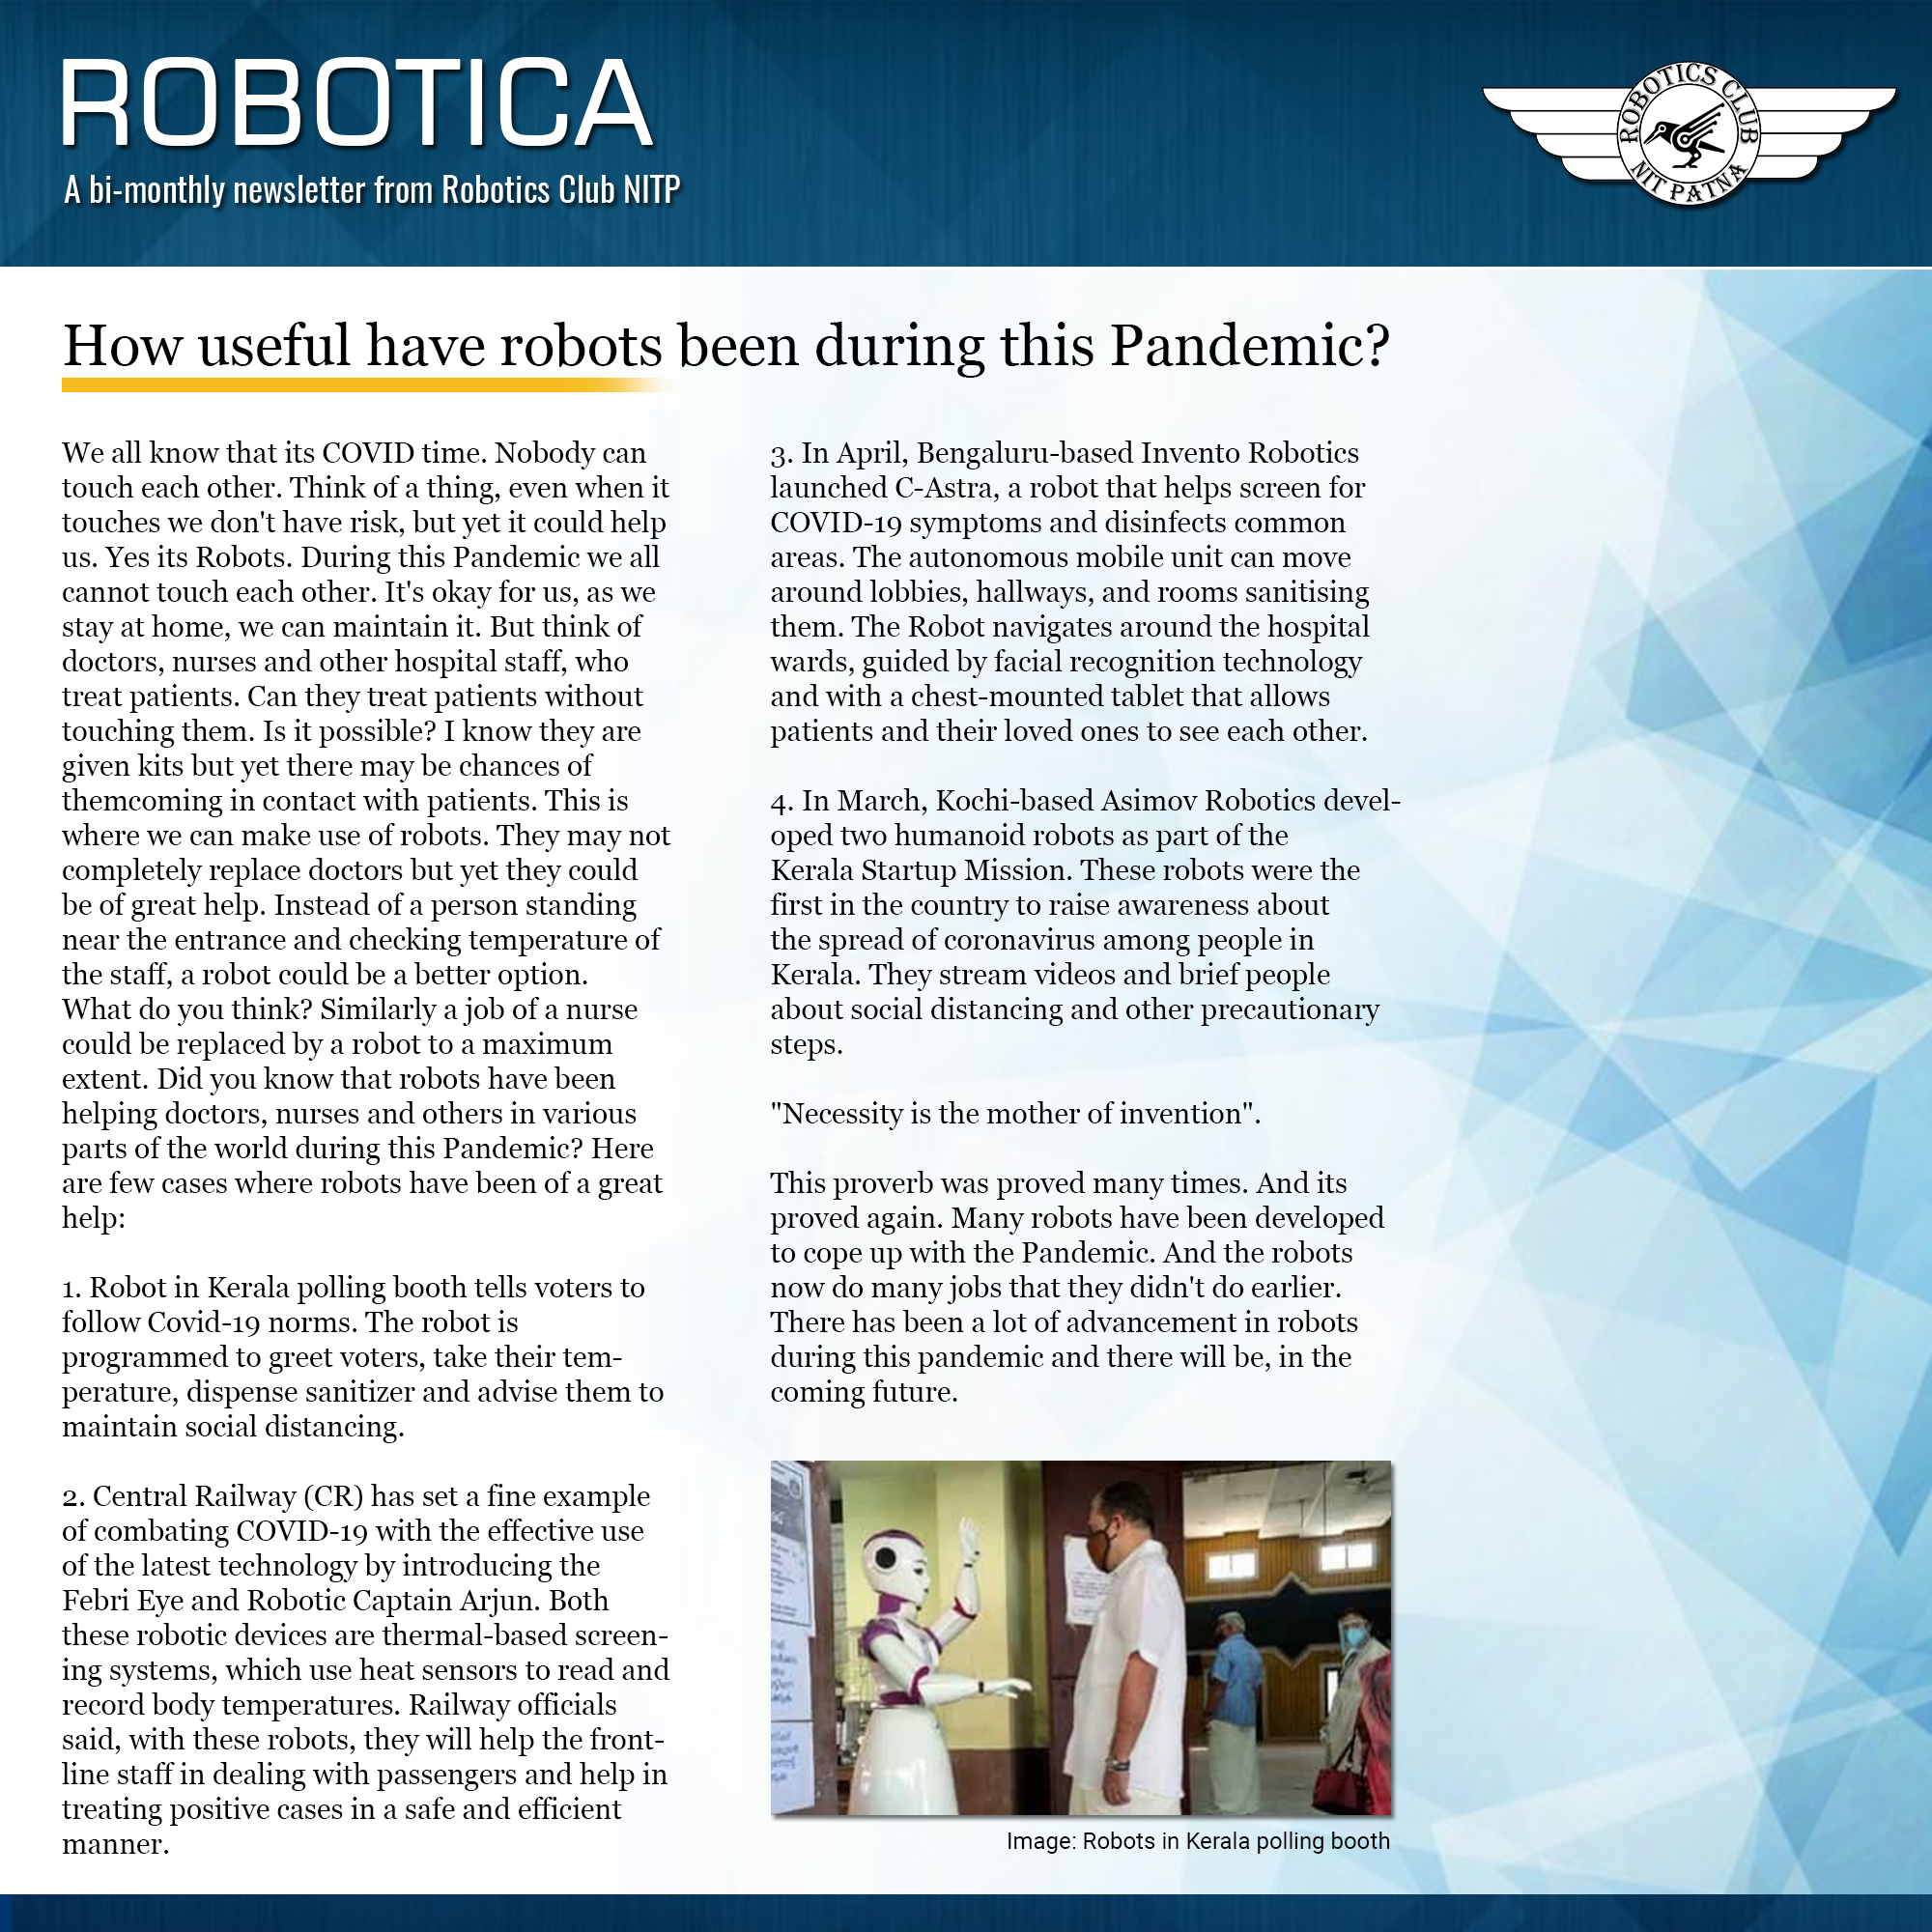 ROBOTICA
A bi-monthly newsletter from Robotics Club NITP
ROBOTICS CLUB
NIT PATNA
How useful have robots been during this Pandemic?
We all know that its COVID time. Nobody can
touch each other. Think of a thing, even when it
touches we don't have risk, but yet it could help
us. Yes its Robots. During this Pandemic we all
cannot touch each other. It's okay for us, as we
stay at home, we can maintain it. But think of
doctors, nurses and other hospital staff, who
treat patients. Can they treat patients without
touching them. Is it possible? I know they are
given kits but yet there may be chances of
themcoming in contact with patients. This is
where we can make use of robots. They may not
completely replace doctors but yet they could
be of great help. Instead of a person standing
near the entrance and checking temperature of
the staff, a robot could be a better option.
What do you think? Similarly a job of a nurse
could be replaced by a robot to a maximum
extent. Did you know that robots have been
helping doctors, nurses and others in various
parts of the world during this Pandemic? Here
are few cases where robots have been of a great
help:
1. Robot in Kerala polling booth tells voters to
follow Covid-19 norms. The robot is
programmed to greet voters, take their tem-
perature, dispense sanitizer and advise them to
maintain social distancing.
2. Central Railway (CR) has set a fine example
of combating COVID-19 with the effective use
of the latest technology by introducing the
Febri Eye and Robotic Captain Arjun. Both
these robotic devices are thermal-based screen-
ing systems, which use heat sensors to read and
record body temperatures. Railway officials
said, with these robots, they will help the front-
line staff in dealing with passengers and help in
treating positive cases in a safe and efficient
manner.
3. In April, Bengaluru-based Invento Robotics
launched C-Astra, a robot that helps screen for
COVID-19 symptoms and disinfects common
areas. The autonomous mobile unit can move
around lobbies, hallways, and rooms sanitising
them. The Robot navigates around the hospital
wards, guided by facial recognition technology
and with a chest-mounted tablet that allows
patients and their loved ones to see each other.
4. In March, Kochi-based Asimov Robotics devel-
oped two humanoid robots as part of the
Kerala Startup Mission. These robots were the
first in the country to raise awareness about
the spread of coronavirus among people in
Kerala. They stream videos and brief people
about social distancing and other precautionary
steps.
"Necessity is the mother of invention".
This proverb was proved many times. And its
proved again. Many robots have been developed
to cope up with the Pandemic. And the robots
now do many jobs that they didn't do earlier.
There has been a lot of advancement in robots
during this pandemic and there will be, in the
coming future.
Image: Robots in Kerala polling booth